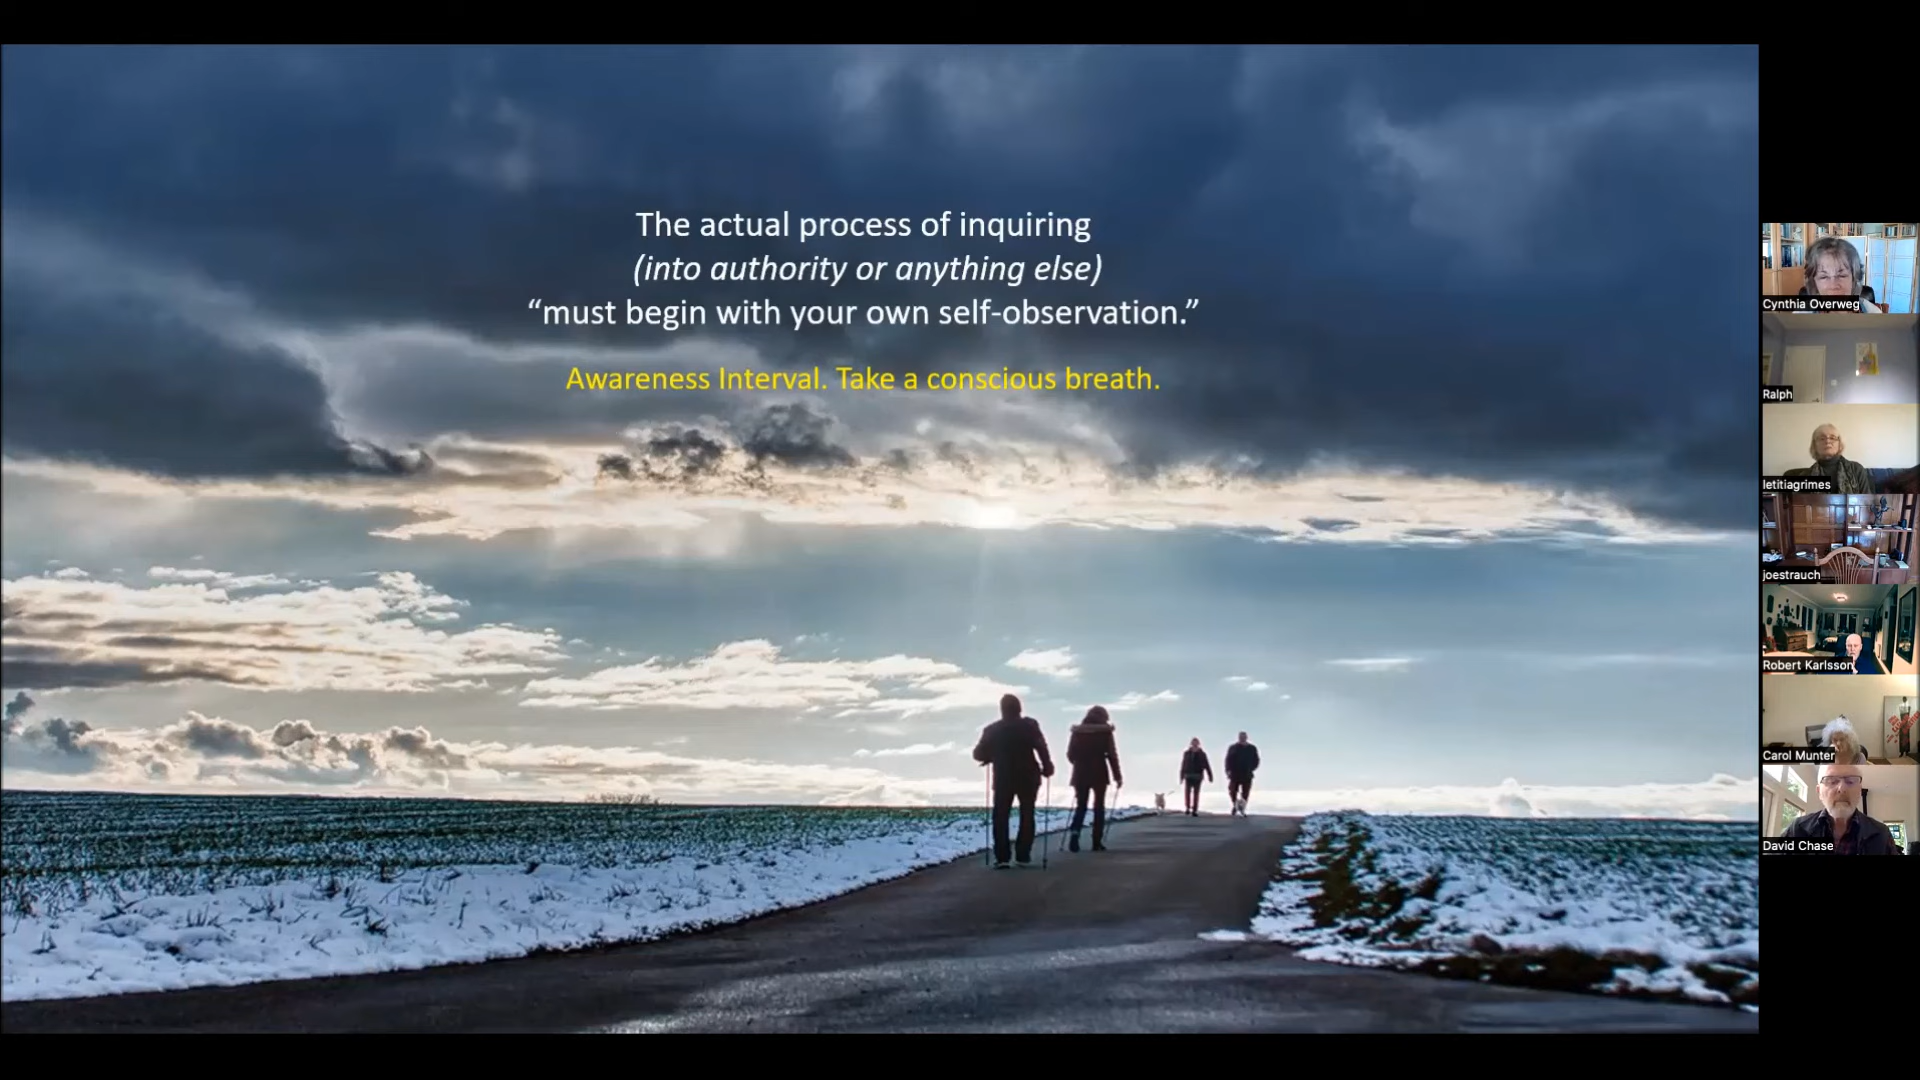 The actual process of inquiring
(into authority or anything else)
“must begin with your own self-observation.”
Awareness Interval. Take a conscious breath.
Cynthia Overweg
Ralph
letitiagrimes
joestrauch
Robert Karlsson
Carol Munter
David Chase